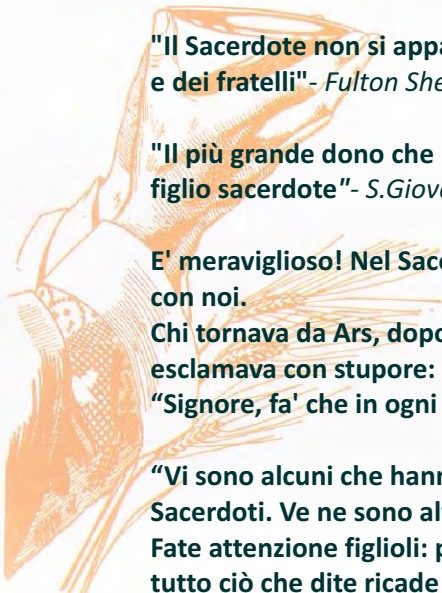 "Il Sacerdote non si appa
e dei fratelli"- Fulton She
"Il più grande dono che
figlio sacerdote"- S.Giov
E' meraviglioso! Nel Sace
con noi.
Chi tornava da Ars, dopo
esclamava con stupore:
“Signore, fa' che in ogni
“Vi sono alcuni che hann
Sacerdoti. Ve ne sono al
Fate attenzione figlioli: p
tutto ciò che dite ricade